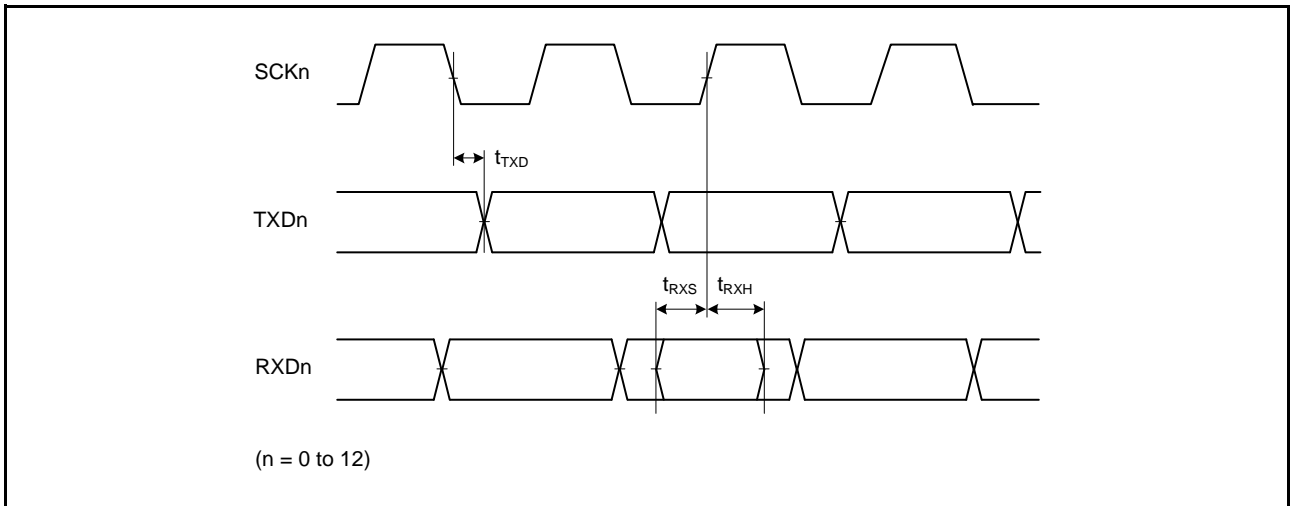 SCKn
tTXD
TXDn
tRXS tRXH
RXDn
(n = 0 to 12)